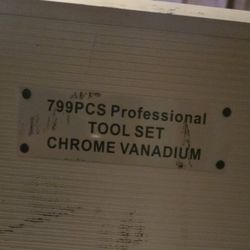 799PCS Professional
TOOL SET
CHROME VANADIUM